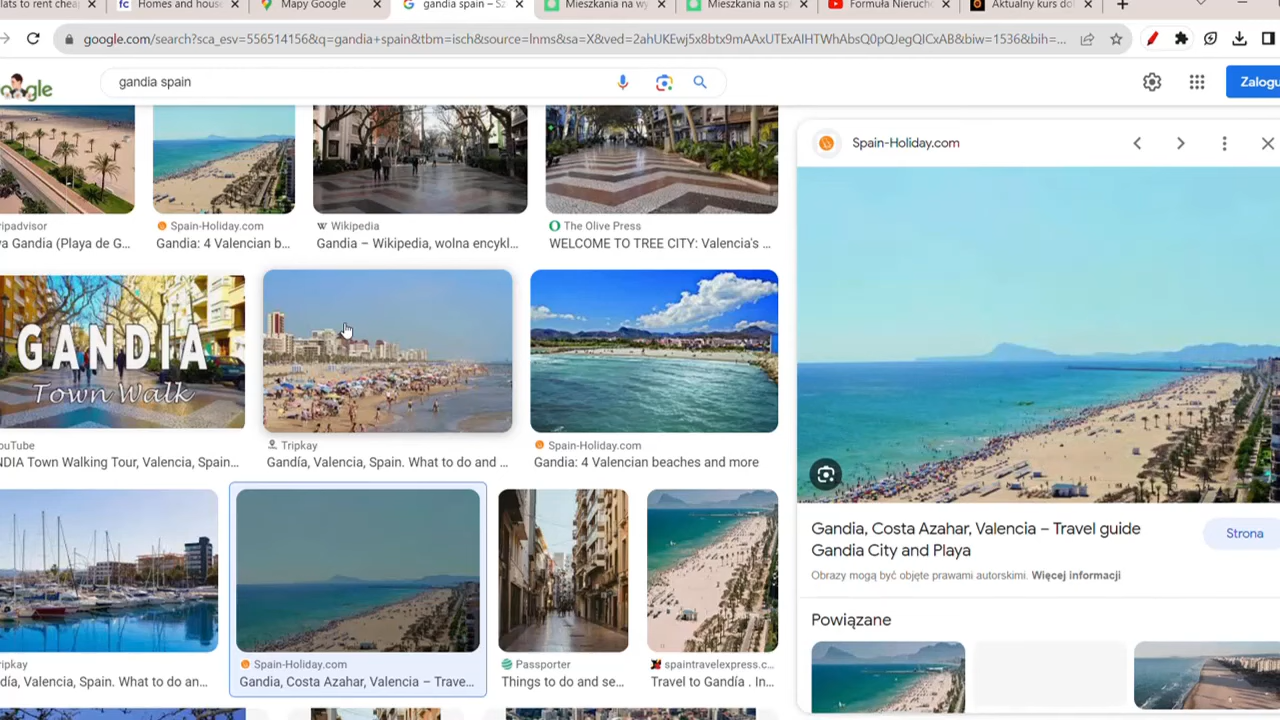 lats to rent cheap
Homes and house
Mapy Google
gandia spain – Sz
Mieszkania na wy
Mieszkania na sp
Formuła Nieruch
Aktualny kurs do
google.com/search?sca_esv=556514156&q=gandia+spain&tbm=isch&source=lnms&sa=X&ved=2ahUKEwj5x8btx9mAAxUTExAIHTWhAbsQ0pQJegQICxAB&biw=1536&bih=...
gandia spain
Zalogu
Spain-Holiday.com
ripadvisor
ya Gandia (Playa de G...
Spain-Holiday.com
Gandia: 4 Valencian b...
Wikipedia
Gandia – Wikipedia, wolna encykl...
The Olive Press
WELCOME TO TREE CITY: Valencia's ...
GANDIA
Town Walk
ouTube
NDIA Town Walking Tour, Valencia, Spain...
Tripkay
Gandía, Valencia, Spain. What to do and ...
Spain-Holiday.com
Gandia: 4 Valencian beaches and more
Gandia, Costa Azahar, Valencia – Travel guide
Gandia City and Playa
Strona
Obrazy mogą być objęte prawami autorskimi. Więcej informacji
Powiązane
ripkay
día, Valencia, Spain. What to do an...
Spain-Holiday.com
Gandia, Costa Azahar, Valencia – Trave...
Passporter
Things to do and se...
spaintravelexpress.c...
Travel to Gandía . In...